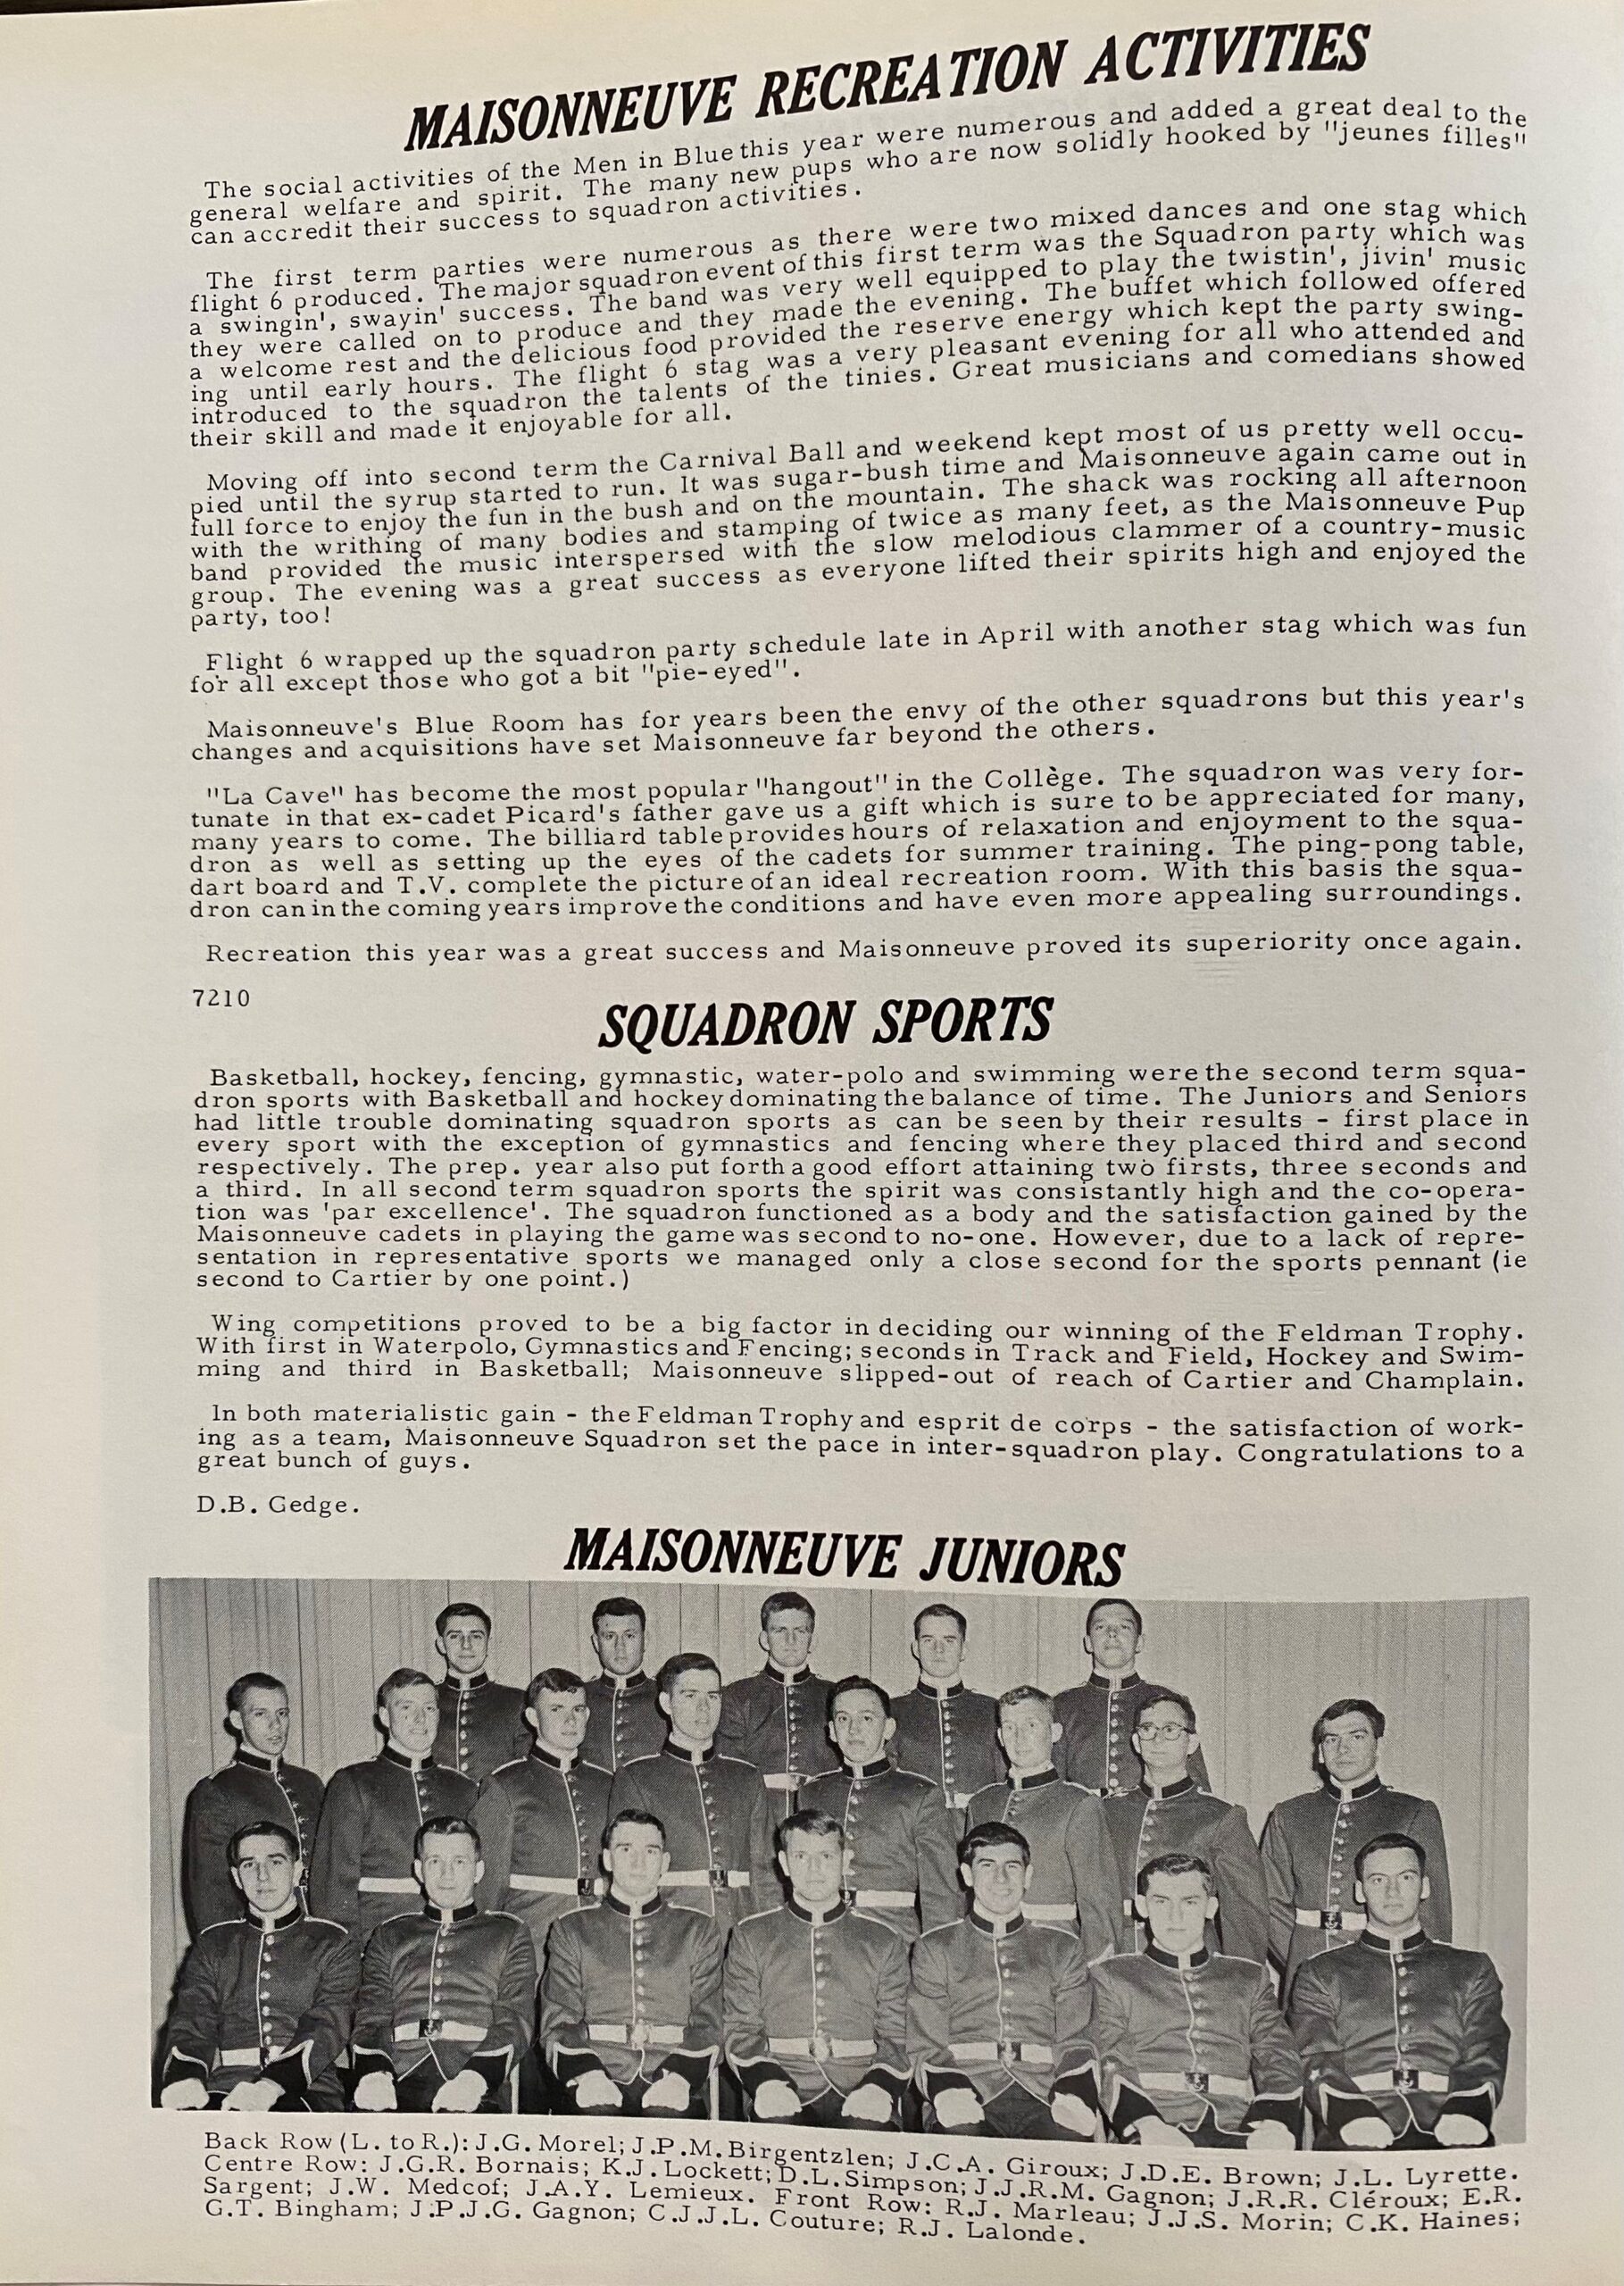 MAISONNEUVE RECREATION ACTIVITIES
The social activities of the Men in Blue this year were numerous and added a great deal to the
general welfare and spirit. The many new pups who are now solidly hooked by "jeunes filles"
can accredit their success to squadron activities.
The first term parties were numerous as there were two mixed dances and one stag which
flight 6 produced. The major squadron event of this first term was the Squadron party which was
a swingin', swayin' success. The band was very well equipped to play the twistin', jivin' music
they were called on to produce and they made the evening. The buffet which followed offered
a welcome rest and the delicious food provided the reserve energy which kept the party swing-
ing until early hours. The flight 6 stag was a very pleasant evening for all who attended and
introduced to the squadron the talents of the tinies. Great musicians and comedians showed
their skill and made it enjoyable for all.
Moving off into second term the Carnival Ball and weekend kept most of us pretty well occu-
pied until the syrup started to run. It was sugar-bush time and Maisonneuve again came out in
full force to enjoy the fun in the bush and on the mountain. The shack was rocking all afternoon
with the writhing of many bodies and stamping of twice as many feet, as the Maisonneuve Pup
band provided the music interspersed with the slow melodious clammer of a country-music
group. The evening was a great success as everyone lifted their spirits high and enjoyed the
party, too!
Flight 6 wrapped up the squadron party schedule late in April with another stag which was fun
for all except those who got a bit "pie-eyed".
Maisonneuve's Blue Room has for years been the envy of the other squadrons but this year's
changes and acquisitions have set Maisonneuve far beyond the others.
"La Cave" has become the most popular "hangout" in the Collège. The squadron was very for-
tunate in that ex-cadet Picard's father gave us a gift which is sure to be appreciated for many,
many years to come. The billiard table provides hours of relaxation and enjoyment to the squa-
dron as well as setting up the eyes of the cadets for summer training. The ping-pong table,
dart board and T.V. complete the picture of an ideal recreation room. With this basis the squa-
dron can in the coming years improve the conditions and have even more appealing surroundings.
Recreation this year was a great success and Maisonneuve proved its superiority once again.
7210
SQUADRON SPORTS
Basketball, hockey, fencing, gymnastic, water-polo and swimming were the second term squa-
dron sports with Basketball and hockey dominating the balance of time. The Juniors and Seniors
had little trouble dominating squadron sports as can be seen by their results - first place in
every sport with the exception of gymnastics and fencing where they placed third and second
respectively. The prep. year also put forth a good effort attaining two firsts, three seconds and
a third. In all second term squadron sports the spirit was consistantly high and the co-opera-
tion was 'par excellence'. The squadron functioned as a body and the satisfaction gained by the
Maisonneuve cadets in playing the game was second to no-one. However, due to a lack of repre-
sentation in representative sports we managed only a close second for the sports pennant (ie
second to Cartier by one point.)
Wing competitions proved to be a big factor in deciding our winning of the Feldman Trophy.
With first in Waterpolo, Gymnastics and Fencing; seconds in Track and Field, Hockey and Swim-
ming and third in Basketball; Maisonneuve slipped-out of reach of Cartier and Champlain.
In both materialistic gain - the Feldman Trophy and esprit de corps - the satisfaction of work-
ing as a team, Maisonneuve Squadron set the pace in inter-squadron play. Congratulations to a
great bunch of guys.
D.B. Gedge.
MAISONNEUVE JUNIORS
Back Row (L. to R.): J.G. Morel; J.P.M. Birgentzlen; J.C.A. Giroux; J.D.E. Brown; J.L. Lyrette.
Centre Row: J.G.R. Bornais; K.J. Lockett; D.L. Simpson; J.J.R.M. Gagnon; J.R.R. Cléroux; E.R.
Sargent; J.W. Medcof; J.A.Y. Lemieux. Front Row: R.J. Marleau; J.J.S. Morin; C.K. Haines;
G.T. Bingham; J.P.J.G. Gagnon; C.J.J.L. Couture; R.J. Lalonde.